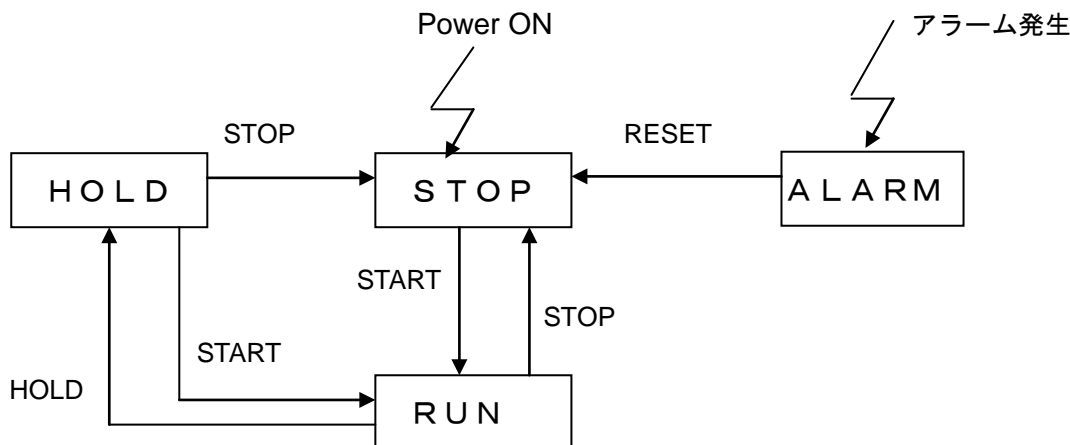 Power ON
アラーム発生
STOP
RESET
ＨＯＬＤ
ＳＴＯＰ
ＡＬＡＲＭ
START
STOP
START
HOLD
ＲＵＮ